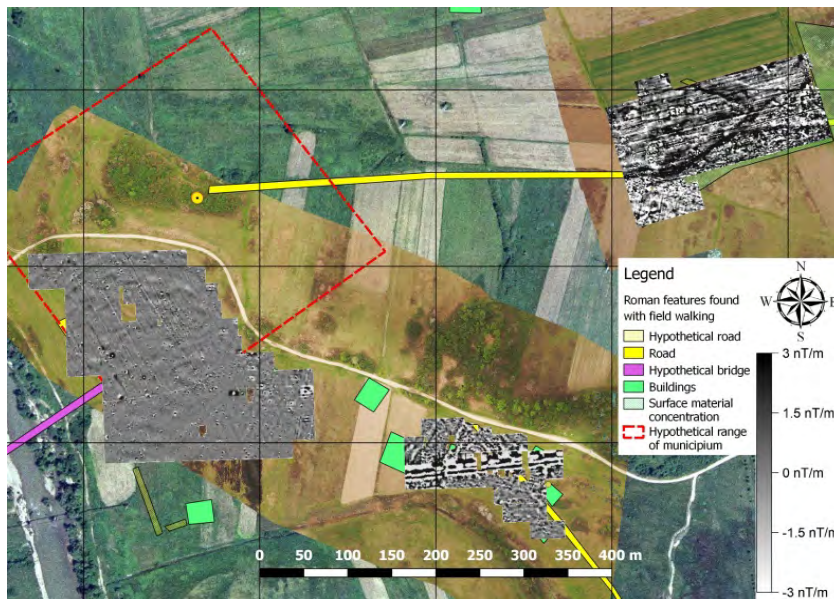 Legend
Roman features found
with field walking
Hypothetical road
Road
Hypothetical bridge
Buildings
Surface material
concentration
Hypothetical range
of municipium
N
W E
S
3 nT/m
1.5 nT/m
0 nT/m
-1.5 nT/m
-3 nT/m
0 50 100 150 200 250 300 350 400 m